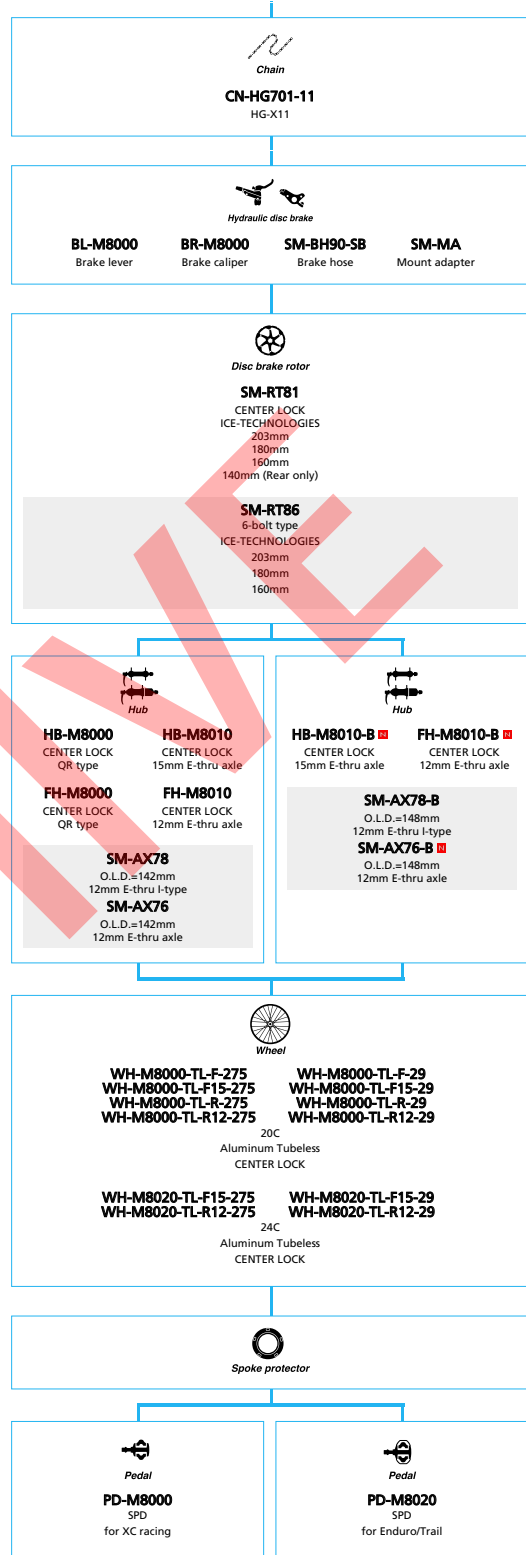 Chain
CN-HG701-11
HG-X11
Hydraulic disc brake
BL-M8000 BR-M8000 SM-BH90-SB SM-MA
Brake lever Brake caliper Brake hose Mount adapter
Disc brake rotor
SM-RT81
CENTER LOCK
ICE-TECHNOLOGIES
203mm
180mm
160mm
140mm (Rear only)
SM-RT86
6-bolt type
ICE-TECHNOLOGIES
203mm
180mm
160mm
Hub
HB-M8000 HB-M8010
CENTER LOCK CENTER LOCK
QR type 15mm E-thru axle
FH-M8000 FH-M8010
CENTER LOCK CENTER LOCK
QR type 12mm E-thru axle
SM-AX78
O.L.D.=142mm
12mm E-thru I-type
SM-AX76
O.L.D.=142mm
12mm E-thru axle
Hub
HB-M8010-B N FH-M8010-B N
CENTER LOCK CENTER LOCK
15mm E-thru axle 12mm E-thru axle
SM-AX78-B
O.L.D.=148mm
12mm E-thru I-type
SM-AX76-B N
O.L.D.=148mm
12mm E-thru axle
Wheel
WH-M8000-TL-F-275 WH-M8000-TL-F-29
WH-M8000-TL-F15-275 WH-M8000-TL-F15-29
WH-M8000-TL-R-275 WH-M8000-TL-R-29
WH-M8000-TL-R12-275 WH-M8000-TL-R12-29
20C
Aluminum Tubeless
CENTER LOCK
WH-M8020-TL-F15-275 WH-M8020-TL-F15-29
WH-M8020-TL-R12-275 WH-M8020-TL-R12-29
24C
Aluminum Tubeless
CENTER LOCK
Spoke protector
Pedal
PD-M8000
SPD
for XC racing
Pedal
PD-M8020
SPD
for Enduro/Trail
IVE